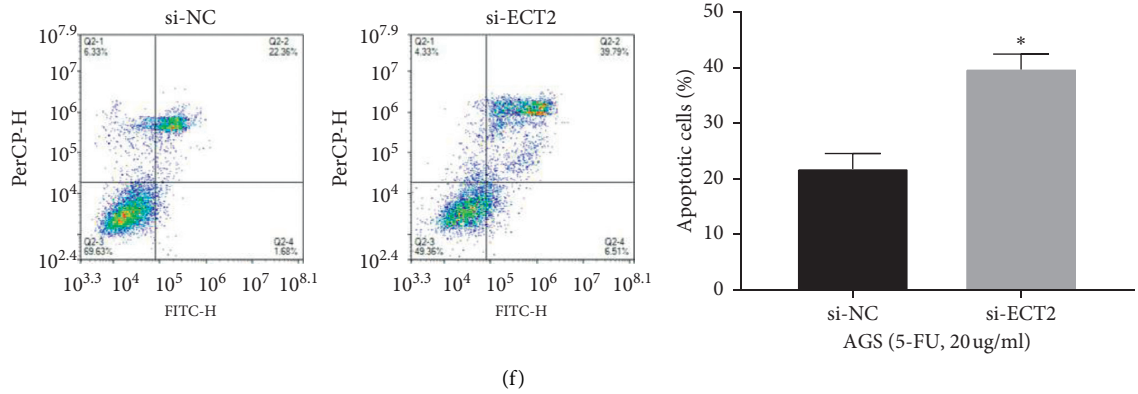 si-NC
10^7.9
10^7
10^6
10^5
10^4
10^2.4
PerCP-H
Q2-1
6.33%
Q2-2
22.36%
Q2-3
69.63%
Q2-4
1.68%
10^3.3 10^4 10^5 10^6 10^7 10^8.1
FITC-H
si-ECT2
10^7.9
10^7
10^6
10^5
10^4
10^2.4
PerCP-H
Q2-1
4.33%
Q2-2
39.79%
Q2-3
49.36%
Q2-4
6.51%
10^3.3 10^4 10^5 10^6 10^7 10^8.1
FITC-H
50
40
30
20
10
0
Apoptotic cells (%)
*
si-NC si-ECT2
AGS (5-FU, 20 ug/ml)
(f)